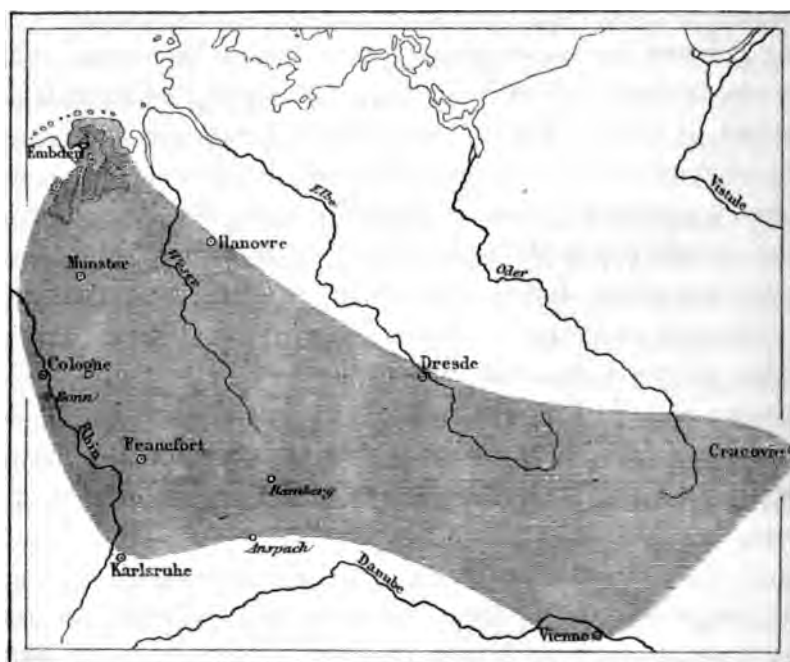 Embden
Elbe
Vistule
Hanovre
Weser
Munster
Oder
Cologne
Dresde
Bonn
Rhin
Francfort
Cracovie
Bamberg
Anspach
Karlsruhe
Danube
Vienne